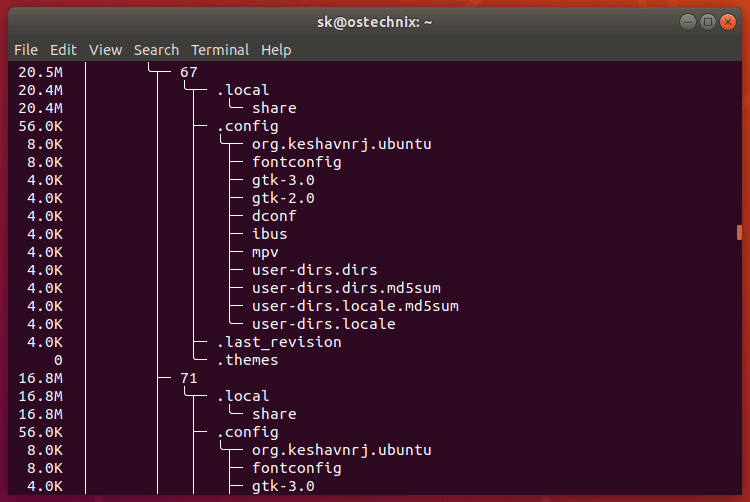 sk@ostechnix: ~
File Edit View Search Terminal Help
20.5M 67
20.4M .local
20.4M share
56.0K .config
8.0K org.keshavnrj.ubuntu
8.0K fontconfig
4.0K gtk-3.0
4.0K gtk-2.0
4.0K dconf
4.0K ibus
4.0K mpv
4.0K user-dirs.dirs
4.0K user-dirs.dirs.md5sum
4.0K user-dirs.locale.md5sum
4.0K user-dirs.locale
4.0K .last_revision
0 .themes
16.8M 71
16.8M .local
16.8M share
56.0K .config
8.0K org.keshavnrj.ubuntu
8.0K fontconfig
4.0K gtk-3.0